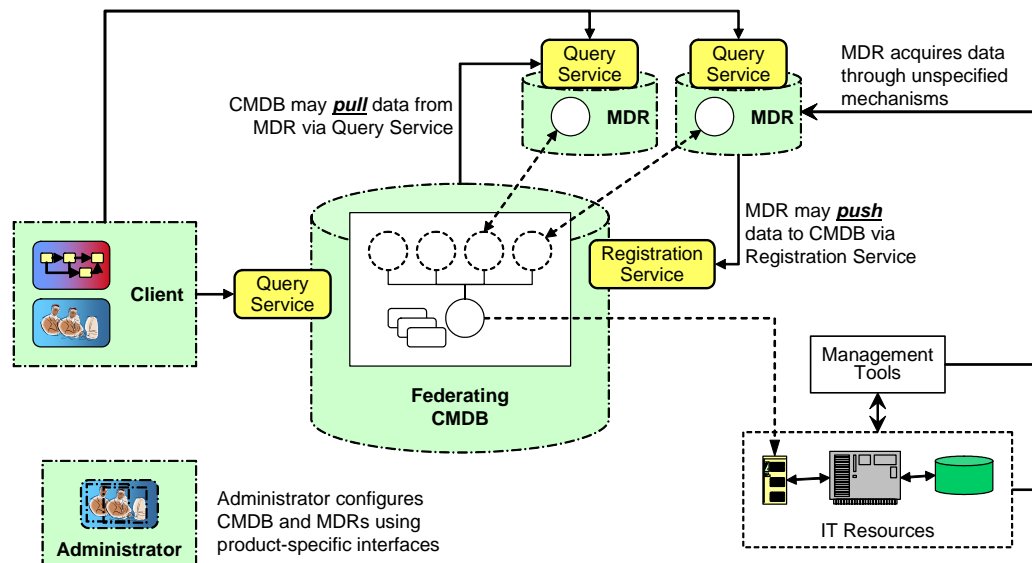 Query
Service
Query
Service
MDR
MDR
MDR acquires data
through unspecified
mechanisms
CMDB may pull data from
MDR via Query Service
MDR may push
data to CMDB via
Registration Service
Registration
Service
Client
Query
Service
Federating
CMDB
Management
Tools
IT Resources
Administrator
Administrator configures
CMDB and MDRs using
product-specific interfaces